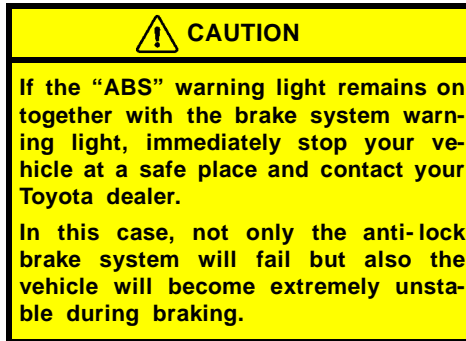 CAUTION
If the “ABS” warning light remains on
together with the brake system warn-
ing light, immediately stop your ve-
hicle at a safe place and contact your
Toyota dealer.
In this case, not only the anti-lock
brake system will fail but also the
vehicle will become extremely unsta-
ble during braking.